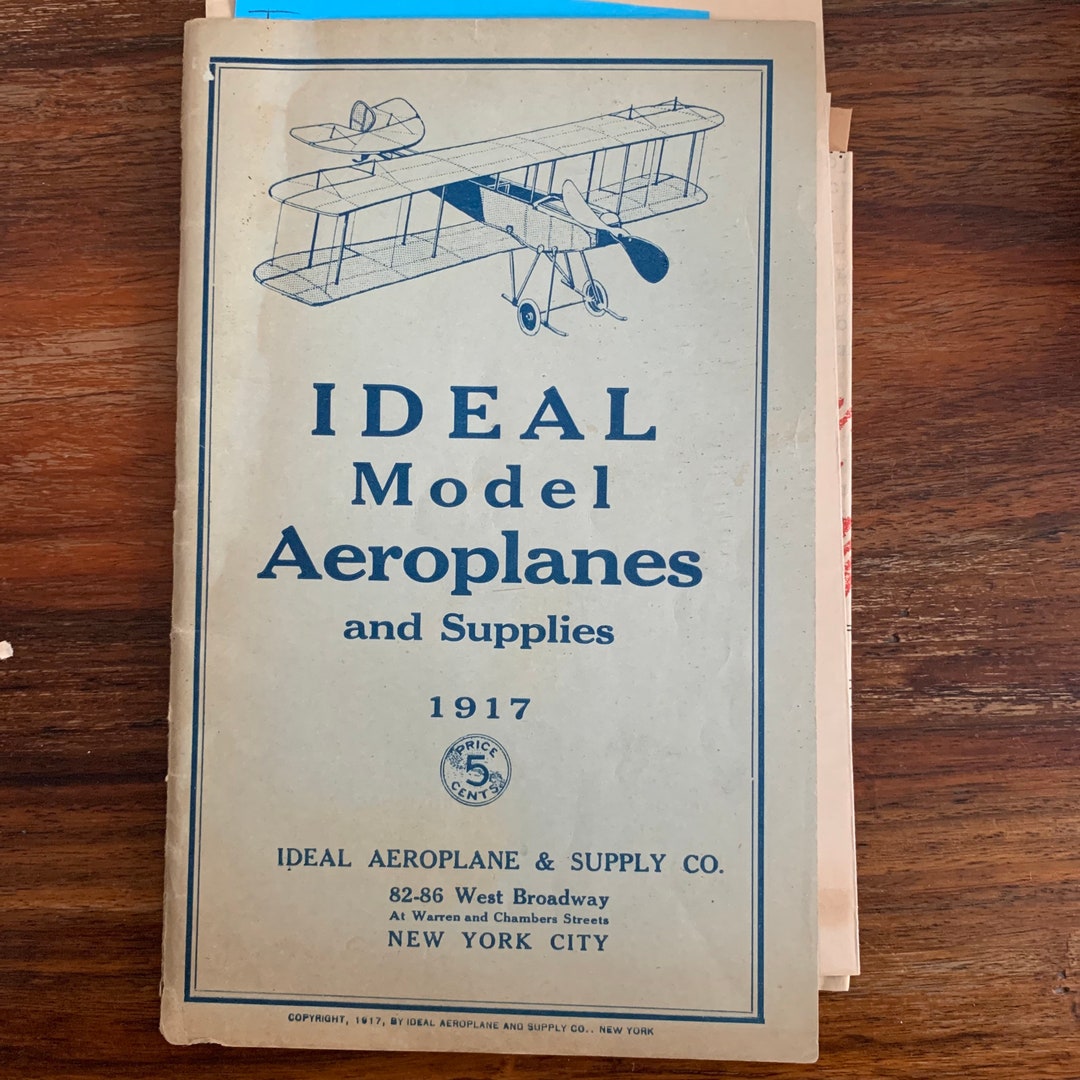 IDEAL
Model
Aeroplanes
and Supplies
1917
PRICE
5
CENTS
IDEAL AEROPLANE & SUPPLY CO.
82-86 West Broadway
At Warren and Chambers Streets
NEW YORK CITY
COPYRIGHT, 1917, BY IDEAL AEROPLANE AND SUPPLY CO., NEW YORK